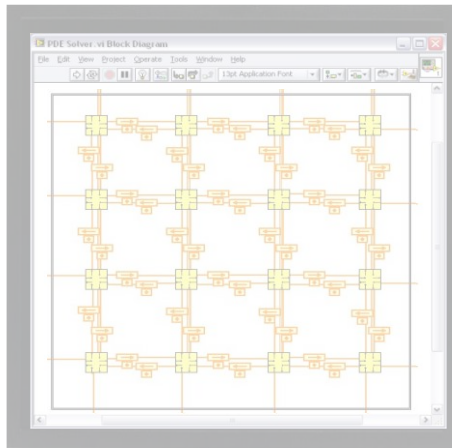 PDE Solver.vi Block Diagram
File Edit View Project Operate Tools Window Help
13pt Application Font